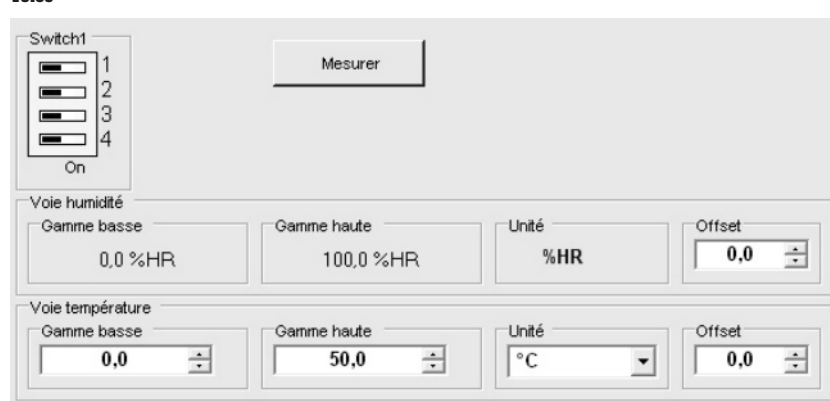 Switch1
1
2
3
4
On
Mesurer
Voie humidité
Gamme basse
0,0 %HR
Gamme haute
100,0 %HR
Unité
%HR
Offset
0,0
Voie température
Gamme basse
0,0
Gamme haute
50,0
Unité
°C
Offset
0,0